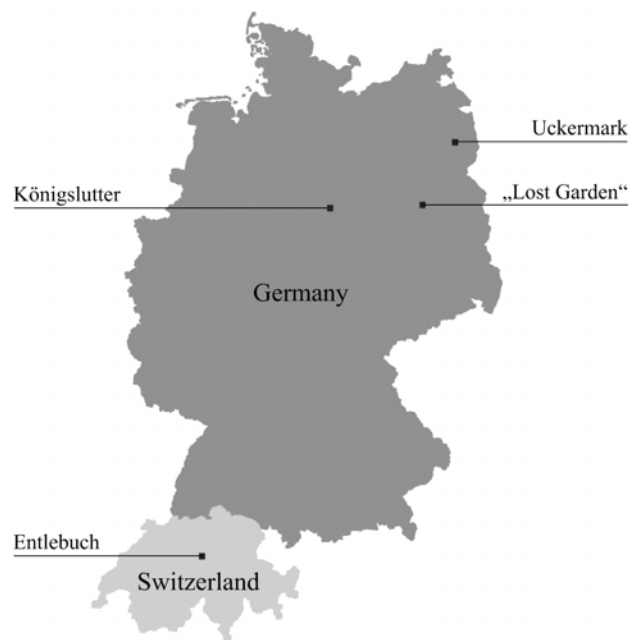 Uckermark
Königslutter
„Lost Garden“
Germany
Entlebuch
Switzerland